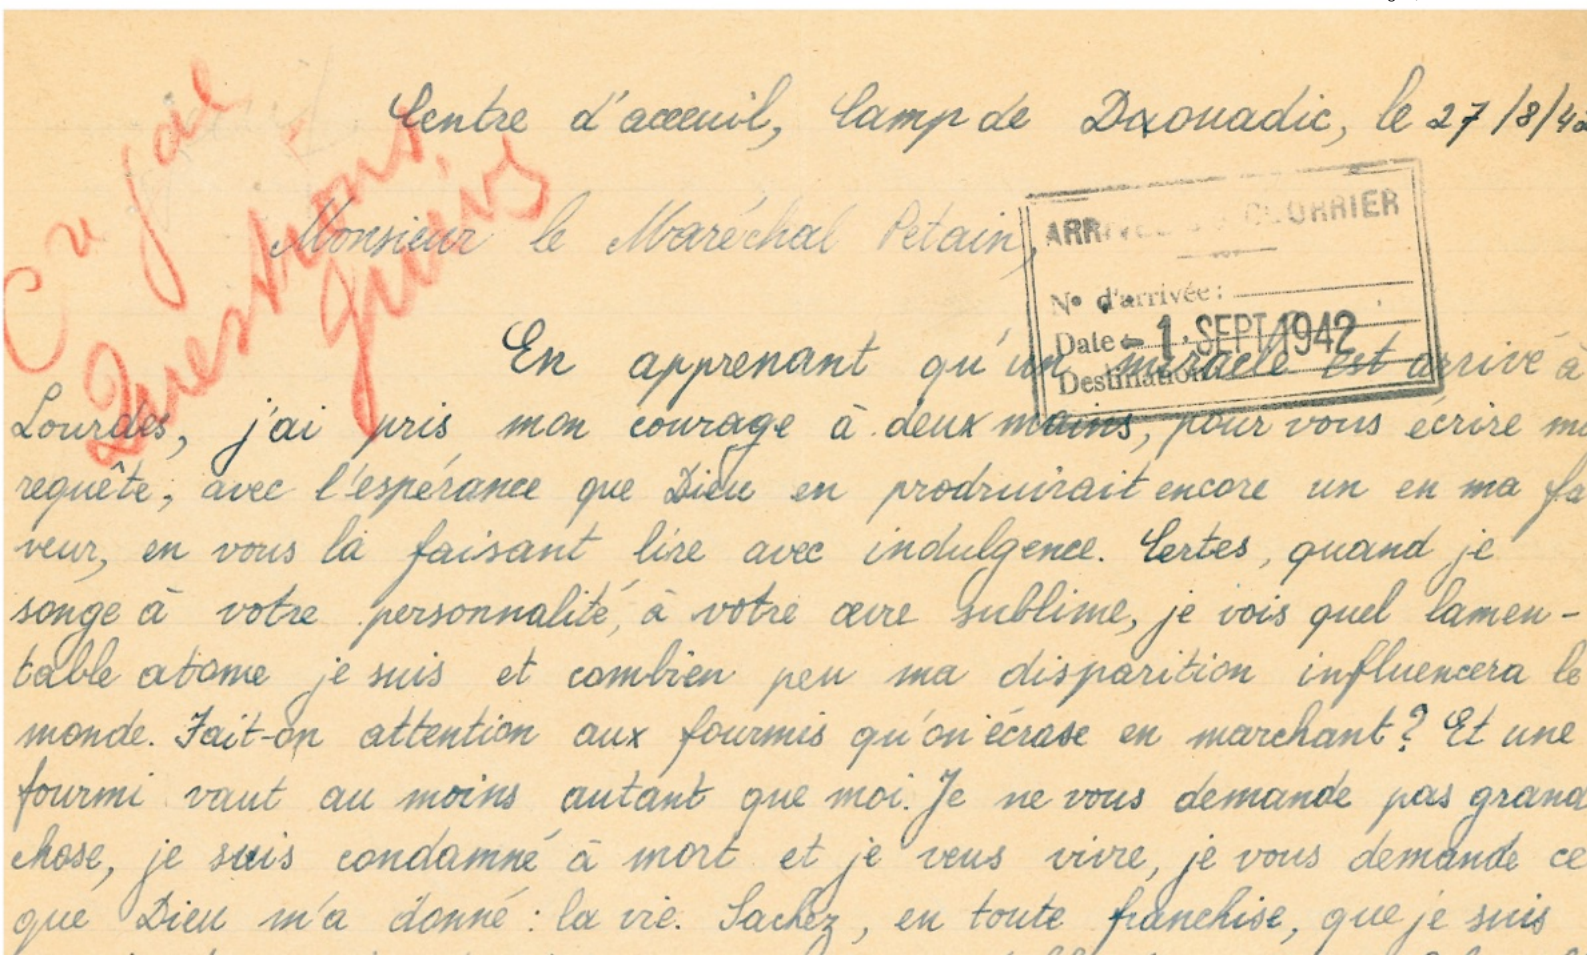 Centre d'acceuil, Camp de Daouadic, le 27/8/42
Questions
Juives
Monsieur le Maréchal Petain,
ARRIVÉE COURRIER
N° d'arrivée :
Date - 1. SEPT 1942
Destination
En apprenant qu'un miracle est arrivé à
Lourdes, j'ai pris mon courage à deux mains, pour vous écrire ma
requête, avec l'espérance que Dieu en prodruirait encore un en ma fa
veur, en vous la faisant lire avec indulgence. Certes, quand je
songe à votre personnalité, à votre œvre sublime, je vois quel lamen-
table atome je suis et combien peu ma disparition influencera le
monde. Fait-on attention aux fourmis qu'on écrase en marchant? Et une
fourmi vaut au moins autant que moi. Je ne vous demande pas grand
chose, je suis condamné à mort et je veus vivre, je vous demande ce
que Dieu m'a donné : la vie. Sachez, en toute franchise, que je suis